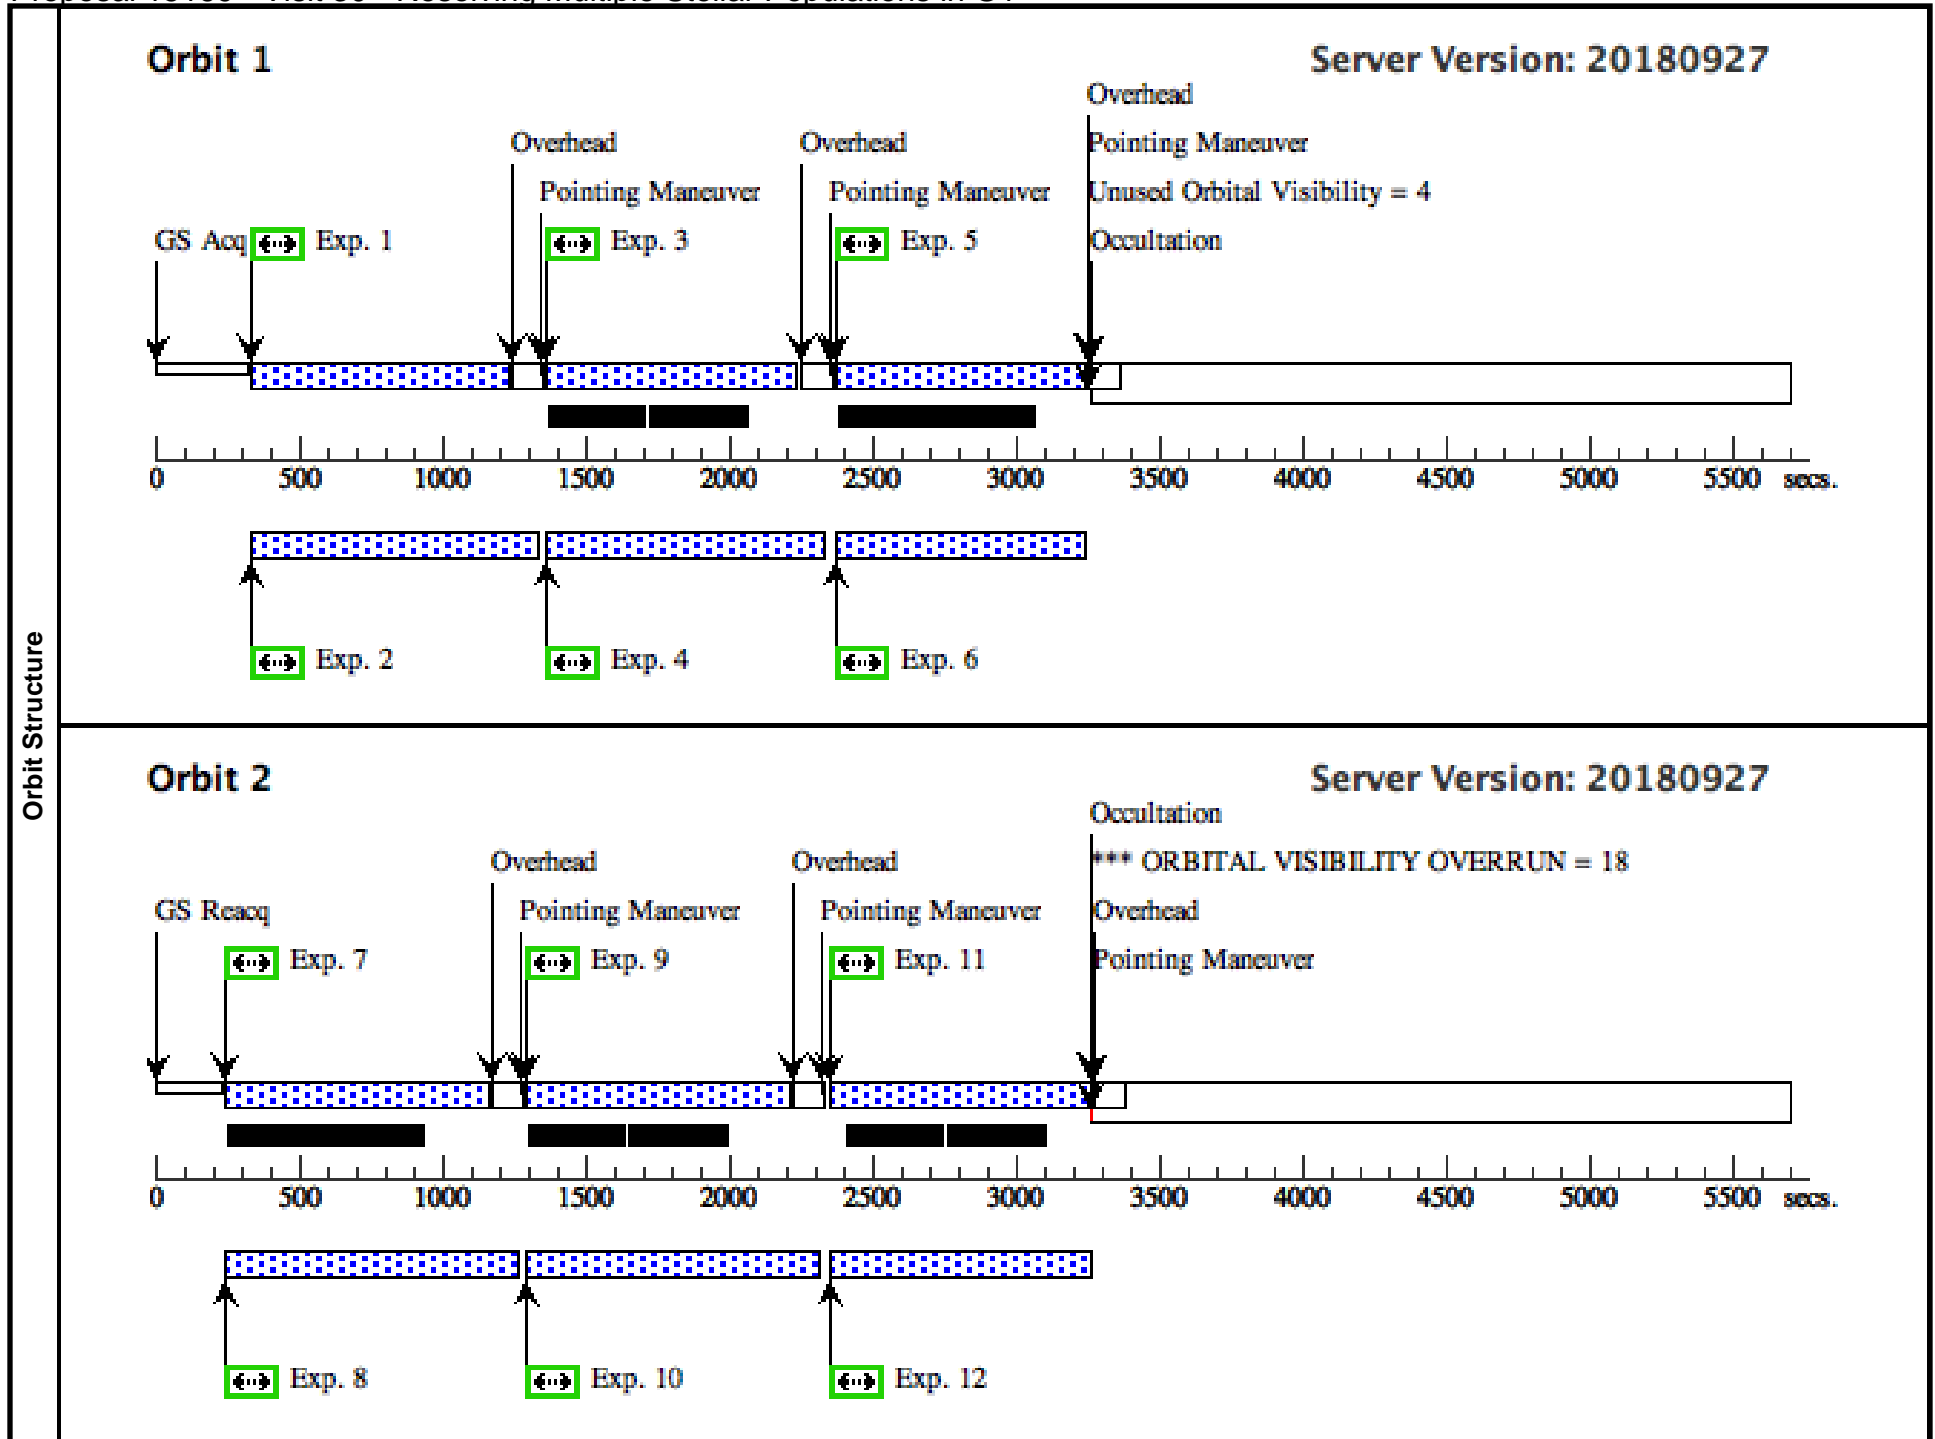 Orbit Structure
Orbit 1
Server Version: 20180927
Overhead
Overhead
Overhead
Pointing Maneuver
Pointing Maneuver
Pointing Maneuver
Unused Orbital Visibility = 4
GS Acq
Exp. 1
Exp. 3
Exp. 5
Occultation
0 500 1000 1500 2000 2500 3000 3500 4000 4500 5000 5500 secs.
Exp. 2
Exp. 4
Exp. 6
Orbit 2
Server Version: 20180927
Occultation
Overhead
Overhead
*** ORBITAL VISIBILITY OVERRUN = 18
GS Reacq
Pointing Maneuver
Pointing Maneuver
Overhead
Exp. 7
Exp. 9
Exp. 11
Pointing Maneuver
0 500 1000 1500 2000 2500 3000 3500 4000 4500 5000 5500 secs.
Exp. 8
Exp. 10
Exp. 12